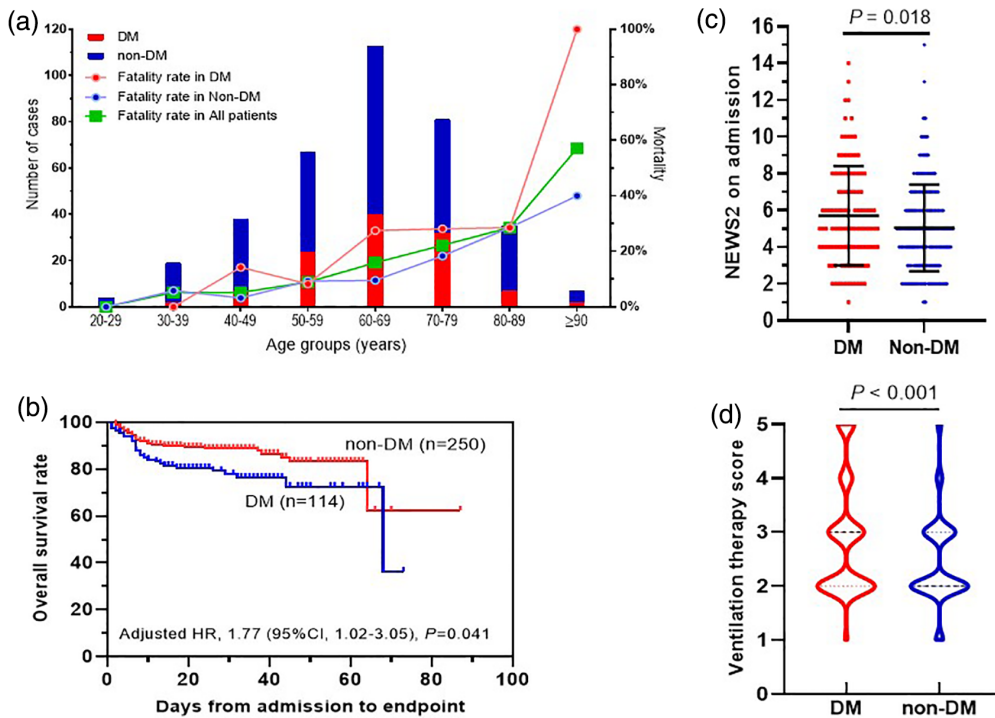 (a)
120
100
80
60
40
20
0
Number of cases
DM
non-DM
Fatality rate in DM
Fatality rate in Non-DM
Fatality rate in All patients
100%
80%
60%
40%
20%
0%
Mortality
20-29 30-39 40-49 50-59 60-69 70-79 80-89 ≥90
Age groups (years)
(b)
100
80
60
40
20
0
Overall survival rate
non-DM (n=250)
DM (n=114)
Adjusted HR, 1.77 (95%CI, 1.02-3.05), P=0.041
0 20 40 60 80 100
Days from admission to endpoint
(c)
P = 0.018
16
14
12
10
8
6
4
2
0
NEWS2 on admission
DM Non-DM
(d)
P < 0.001
5
4
3
2
1
0
Ventilation therapy score
DM non-DM